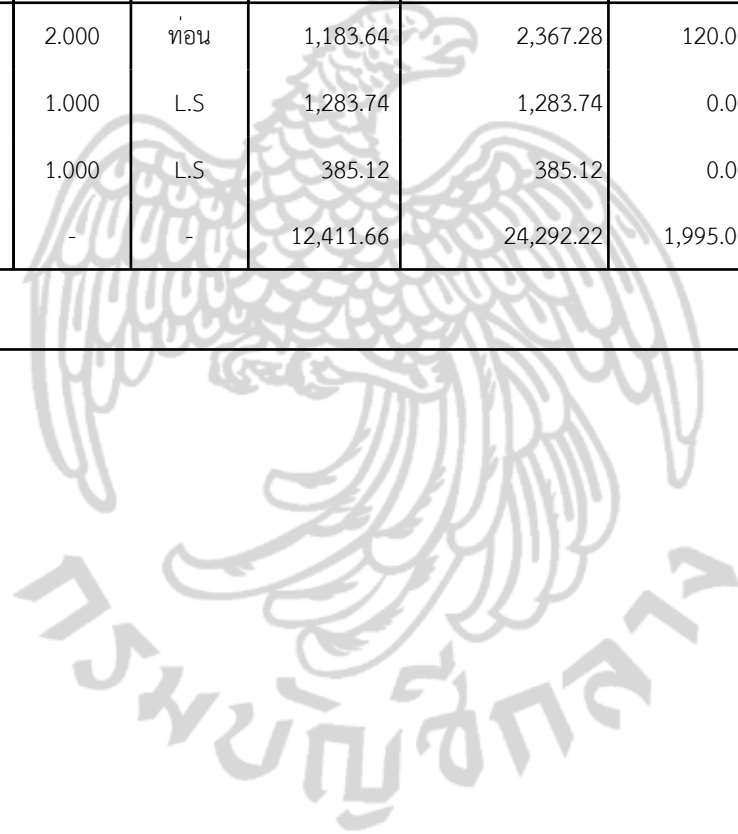 2.000 ท่อน 1,183.64 2,367.28 120.0
1.000 L.S 1,283.74 1,283.74 0.0
1.000 L.S 385.12 385.12 0.0
- - 12,411.66 24,292.22 1,995.0
กรมบัญชีกลาง